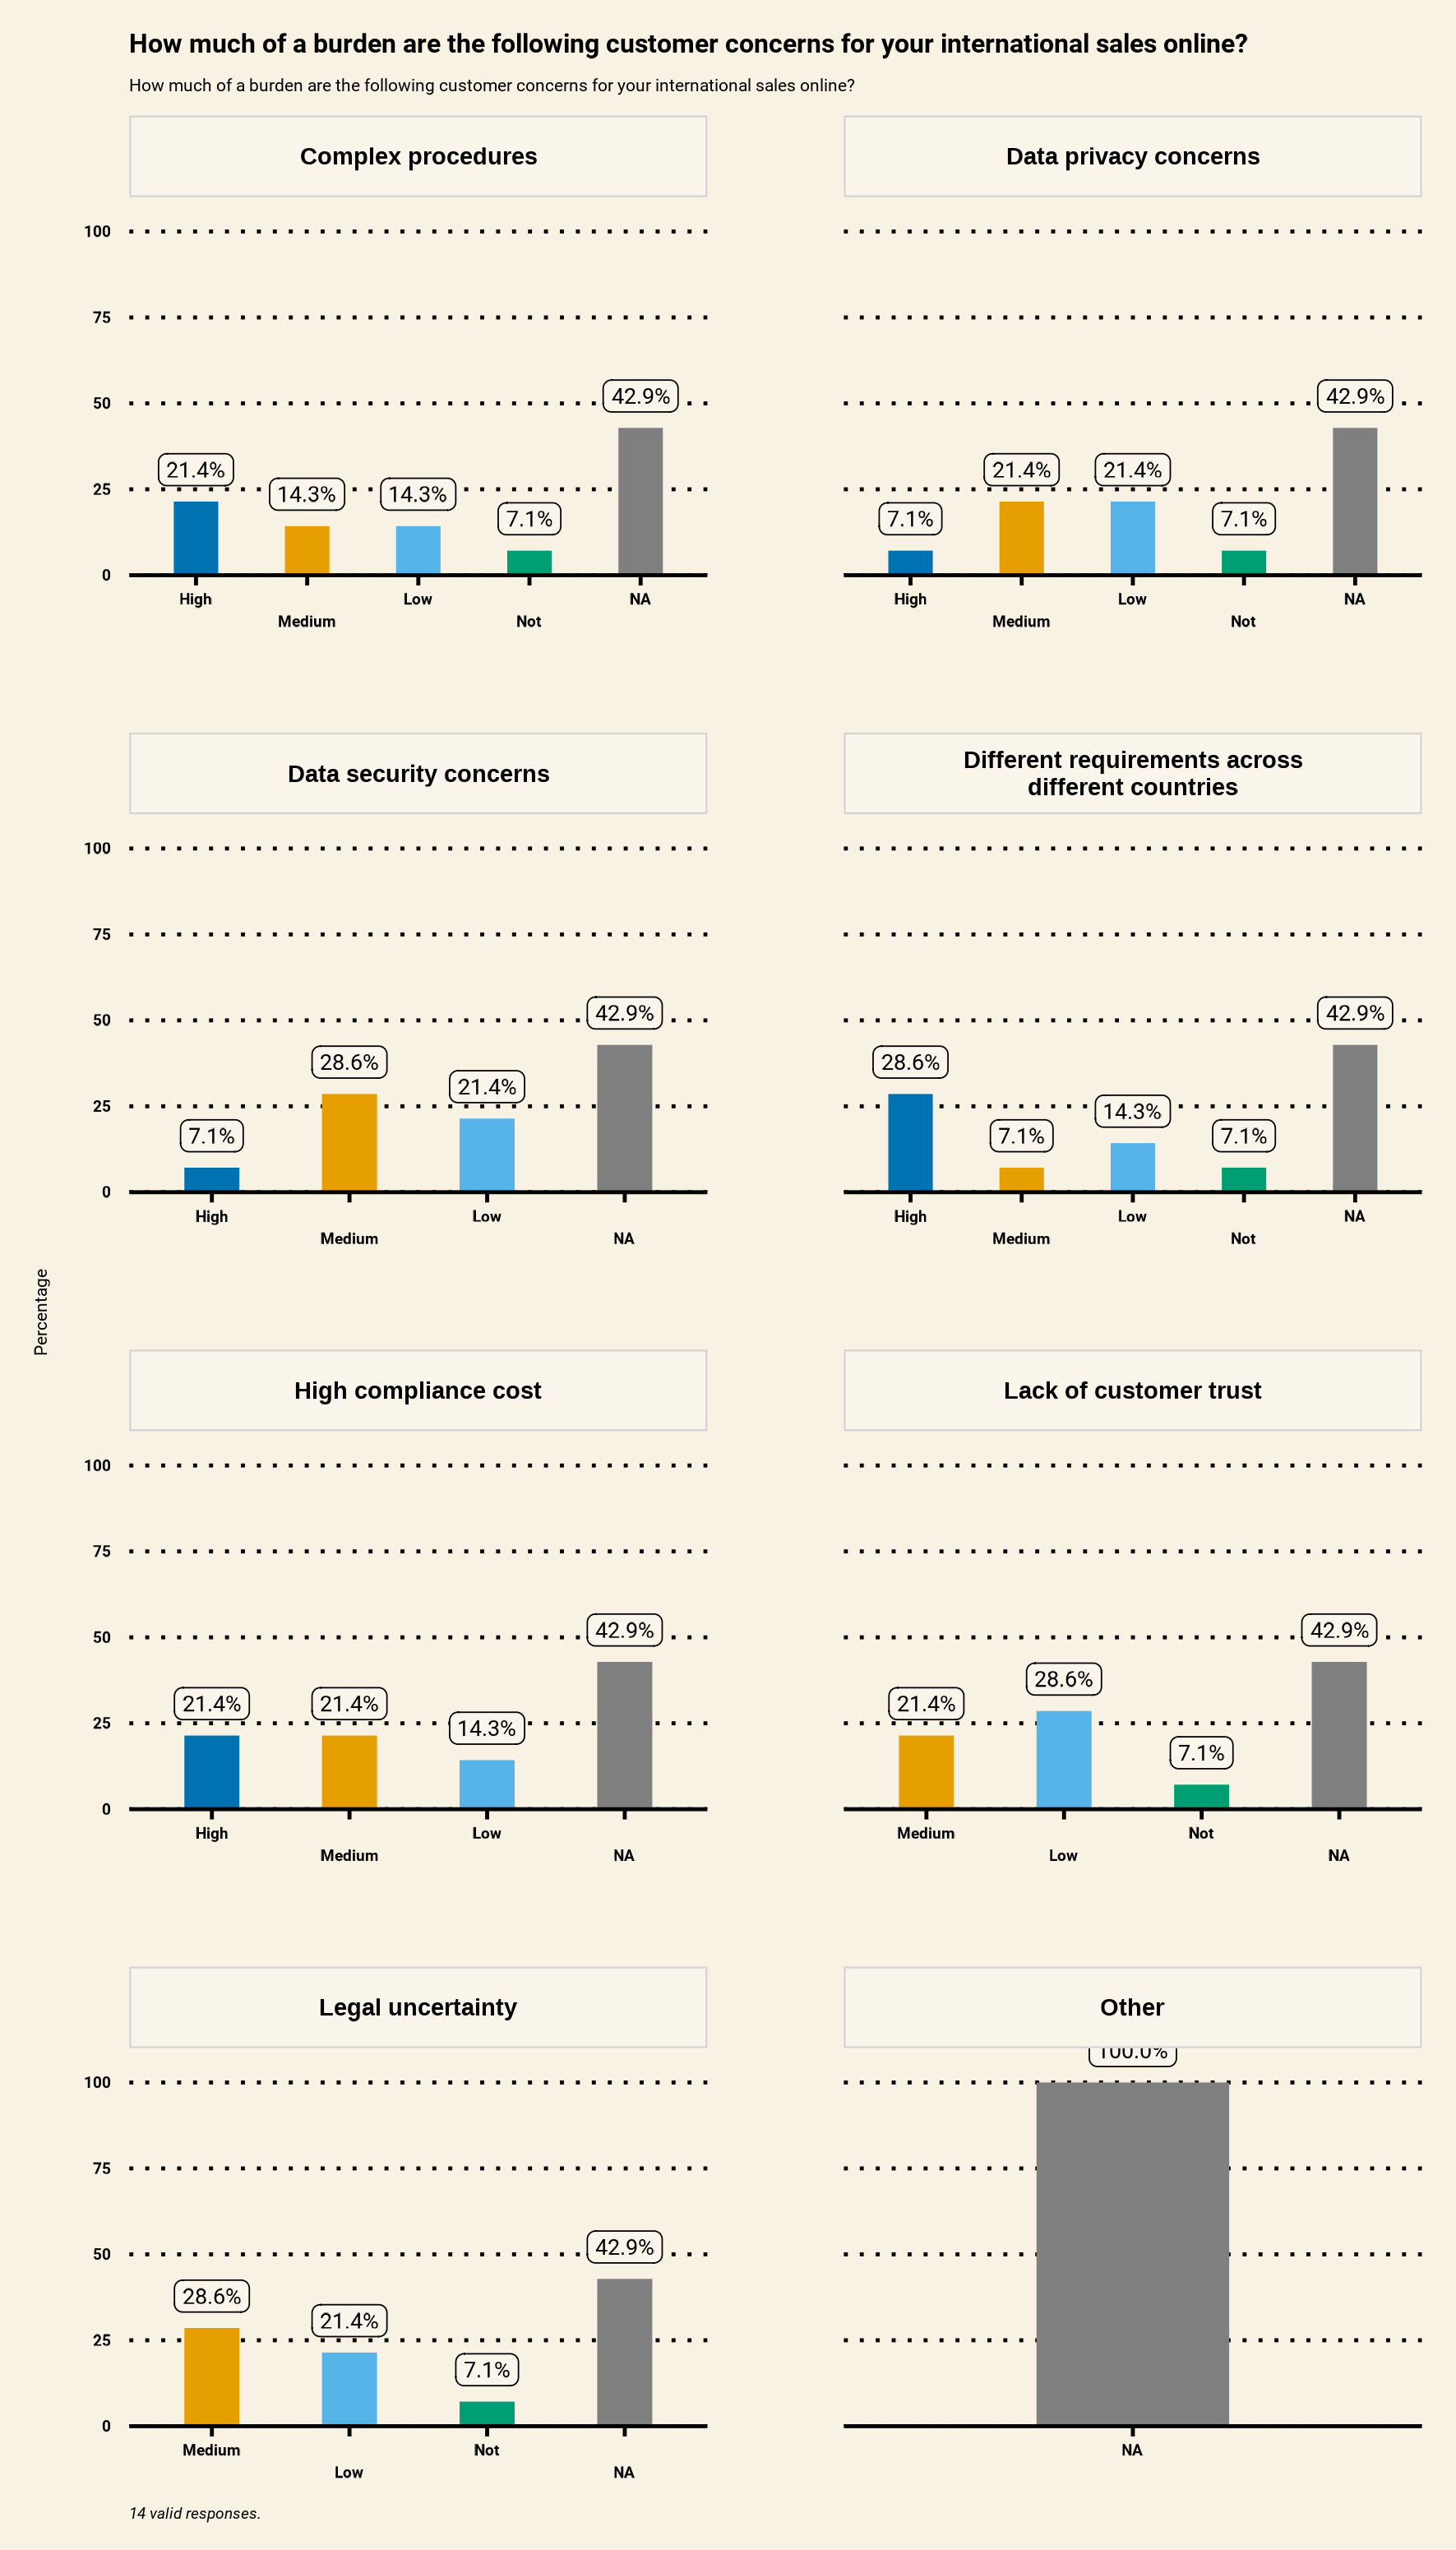 How much of a burden are the following customer concerns for your international sales online?
How much of a burden are the following customer concerns for your international sales online?
Complex procedures
100
75
50
25
0
21.4%
14.3%
14.3%
7.1%
42.9%
High
Medium
Low
Not
NA
Data privacy concerns
7.1%
21.4%
21.4%
7.1%
42.9%
High
Medium
Low
Not
NA
Data security concerns
100
75
50
25
0
7.1%
28.6%
21.4%
42.9%
High
Medium
Low
NA
Different requirements across
different countries
28.6%
7.1%
14.3%
7.1%
42.9%
High
Medium
Low
Not
NA
Percentage
High compliance cost
100
75
50
25
0
21.4%
21.4%
14.3%
42.9%
High
Medium
Low
NA
Lack of customer trust
21.4%
28.6%
7.1%
42.9%
Medium
Low
Not
NA
Legal uncertainty
100
75
50
25
0
28.6%
21.4%
7.1%
42.9%
Medium
Low
Not
NA
Other
100.0%
NA
14 valid responses.